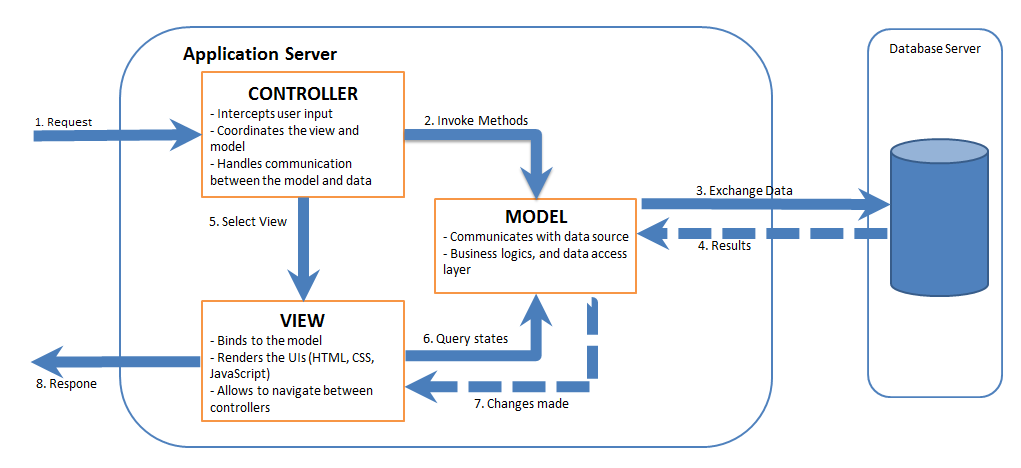 Application Server
Database Server
CONTROLLER
- Intercepts user input
- Coordinates the view and
model
- Handles communication
between the model and data
1. Request
2. Invoke Methods
3. Exchange Data
MODEL
- Communicates with data source
- Business logics, and data access
layer
4. Results
5. Select View
VIEW
- Binds to the model
- Renders the UIs (HTML, CSS,
JavaScript)
- Allows to navigate between
controllers
6. Query states
7. Changes made
8. Respone